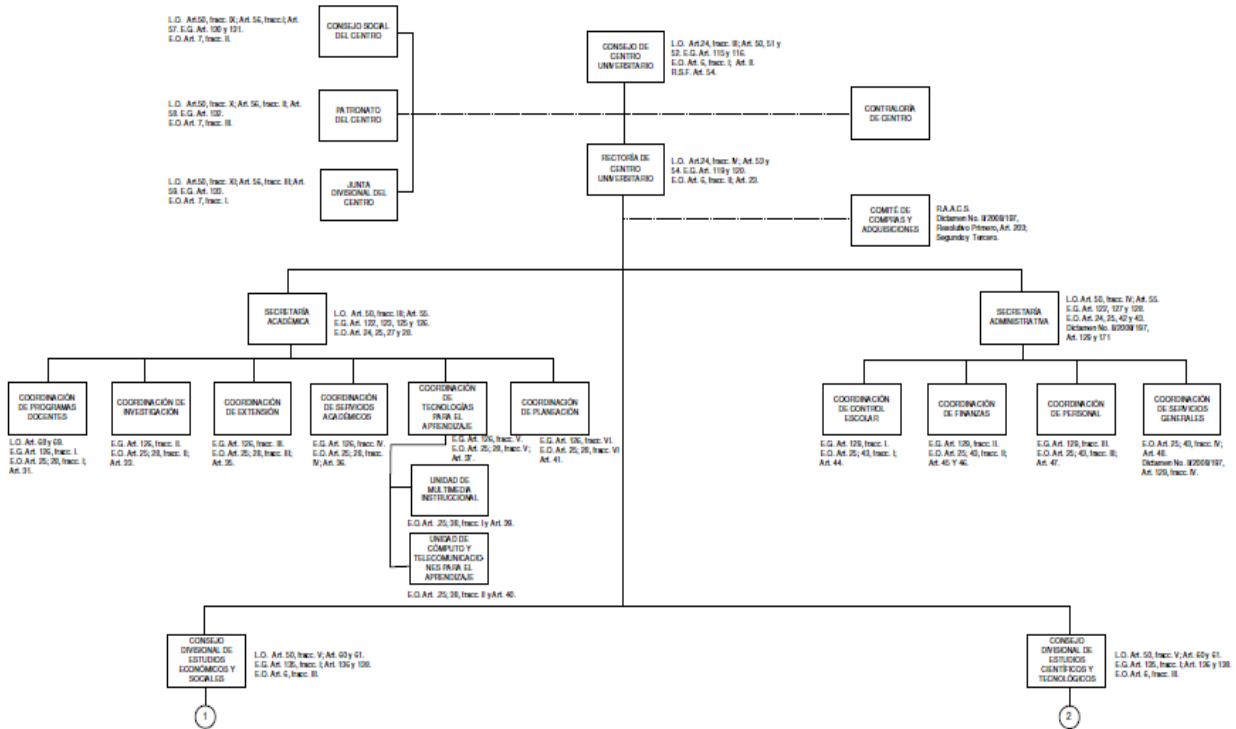 L.O. Art.50, fracc. IX; Art. 56, fracc.I; Art.
57. E.G. Art. 130 y 131.
E.O. Art. 7, fracc. II.
CONSEJO SOCIAL
DEL CENTRO
CONSEJO DE
CENTRO
UNIVERSITARIO
L.O. Art.24, fracc. III; Art. 50, 51 y
52. E.G. Art. 115 y 116.
E.O. Art. 6, fracc. I; Art. 8.
R.S.F. Art. 54.
L.O. Art.50, fracc. X; Art. 56, fracc. II; Art.
58. E.G. Art. 132.
E.O. Art. 7, fracc. III.
PATRONATO
DEL CENTRO
CONTRALORÍA
DE CENTRO
RECTORÍA DE
CENTRO
UNIVERSITARIO
L.O. Art.24, fracc. IV; Art. 53 y
54. E.G. Art. 119 y 120.
E.O. Art. 6, fracc. II; Art. 23.
L.O. Art.50, fracc. XI; Art. 56, fracc. III; Art.
59. E.G. Art. 133.
E.O. Art. 7, fracc. I.
JUNTA
DIVISIONAL DEL
CENTRO
COMITÉ DE
COMPRAS Y
ADQUISICIONES
R.A.A.C.S.
Dictamen No. II/2006/197,
Resolutivo Primero, Art. 203;
Segundo y Tercero.
SECRETARÍA
ACADÉMICA
L.O. Art. 50, fracc. III; Art. 55.
E.G. Art. 122, 123, 125 y 126.
E.O. Art. 24, 25, 27 y 28.
SECRETARÍA
ADMINISTRATIVA
L.O. Art. 50, fracc. IV; Art. 55.
E.G. Art. 122, 127 y 128.
E.O. Art. 24, 25, 42 y 43.
Dictamen No. II/2006/197,
Art. 129 y 171
COORDINACIÓN
DE PROGRAMAS
DOCENTES
L.O. Art. 68 y 69.
E.G. Art. 126, fracc. I.
E.O. Art. 25; 28, fracc. I;
Art. 31.
COORDINACIÓN DE
INVESTIGACIÓN
E.G. Art. 126, fracc. II.
E.O. Art. 25; 28, fracc. II;
Art. 33.
COORDINACIÓN
DE EXTENSIÓN
E.G. Art. 126, fracc. III.
E.O. Art. 25; 28, fracc. III;
Art. 35.
COORDINACIÓN
DE SERVICIOS
ACADÉMICOS
E.G. Art. 126, fracc. IV.
E.O. Art. 25; 28, fracc.
IV; Art. 36.
COORDINACIÓN
DE
TECNOLOGÍAS
PARA EL
APRENDIZAJE
E.G. Art. 126, fracc. V.
E.O. Art. 25; 28, fracc. V;
Art. 37.
COORDINACIÓN
DE PLANEACIÓN
E.G. Art. 126, fracc. VI.
E.O. Art. 25; 28, fracc. VI
Art. 41.
COORDINACIÓN
DE CONTROL
ESCOLAR
E.G. Art. 129, fracc. I.
E.O. Art. 25; 43, fracc. I;
Art. 44.
COORDINACIÓN
DE FINANZAS
E.G. Art. 129, fracc. II.
E.O. Art. 25; 43, fracc. II;
Art. 45 Y 46.
COORDINACIÓN
DE PERSONAL
E.G. Art. 129, fracc. III.
E.O. Art. 25; 43, fracc. III;
Art. 47.
COORDINACIÓN
DE SERVICIOS
GENERALES
E.O. Art. 25; 43, fracc. IV;
Art. 48.
Dictamen No. II/2006/197,
Art. 129, fracc. IV.
UNIDAD DE
MULTIMEDIA
INSTRUCCIONAL
E.O. Art. .25; 38, fracc. I y Art. 39.
UNIDAD DE
CÓMPUTO Y
TELECOMUNICACIO-
NES PARA EL
APRENDIZAJE
E.O. Art. .25; 38, fracc. II y Art. 40.
CONSEJO
DIVISIONAL DE
ESTUDIOS
ECONÓMICOS Y
SOCIALES
L.O. Art. 50, fracc. V; Art. 60 y 61.
E.G. Art. 135, fracc. I; Art. 136 y 138.
E.O. Art. 6, fracc. III.
CONSEJO
DIVISIONAL DE
ESTUDIOS
CIENTÍFICOS Y
TECNOLÓGICOS
L.O. Art. 50, fracc. V; Art. 60 y 61.
E.G. Art. 135, fracc. I; Art. 136 y 138.
E.O. Art. 6, fracc. III.
1
2